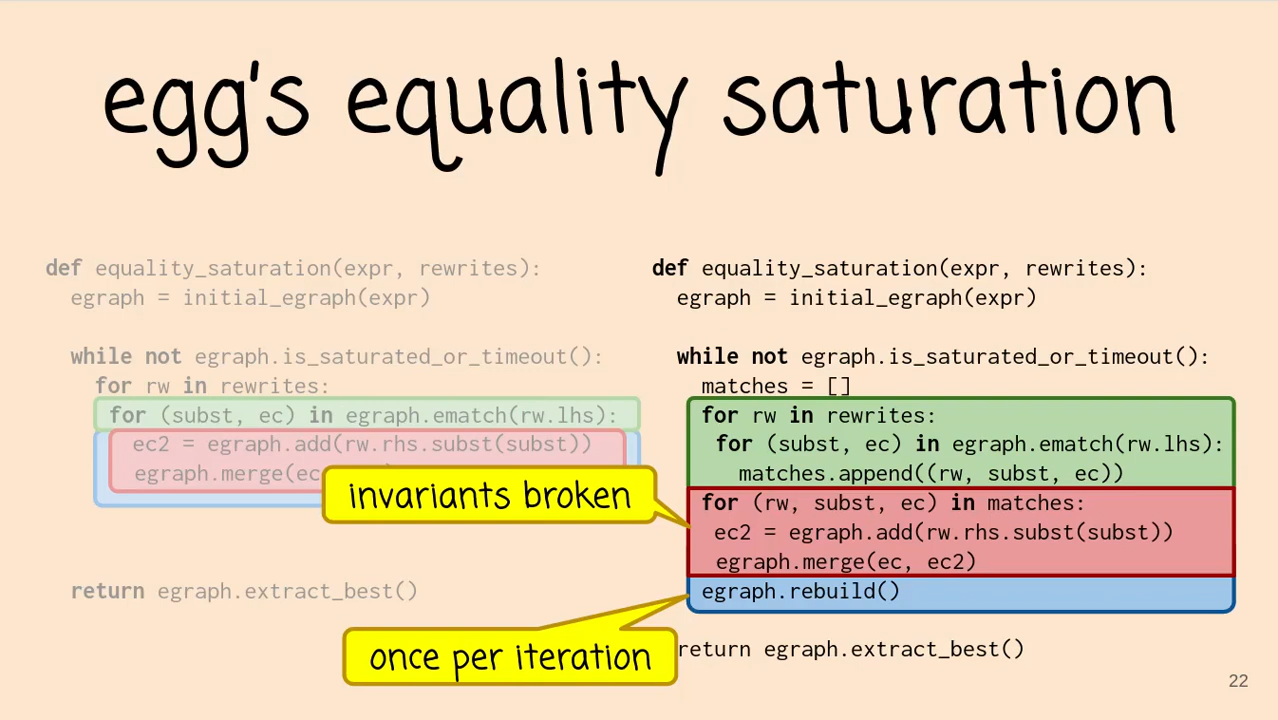 egg's equality saturation
def equality_saturation(expr, rewrites):
egraph = initial_egraph(expr)
while not egraph.is_saturated_or_timeout():
for rw in rewrites:
for (subst, ec) in egraph.ematch(rw.lhs):
ec2 = egraph.add(rw.rhs.subst(subst))
egraph.merge(ec
return egraph.extract_best()
def equality_saturation(expr, rewrites):
egraph = initial_egraph(expr)
while not egraph.is_saturated_or_timeout():
matches = []
for rw in rewrites:
for (subst, ec) in egraph.ematch(rw.lhs):
matches.append((rw, subst, ec))
for (rw, subst, ec) in matches:
ec2 = egraph.add(rw.rhs.subst(subst))
egraph.merge(ec, ec2)
egraph.rebuild()
return egraph.extract_best()
invariants broken
once per iteration
22